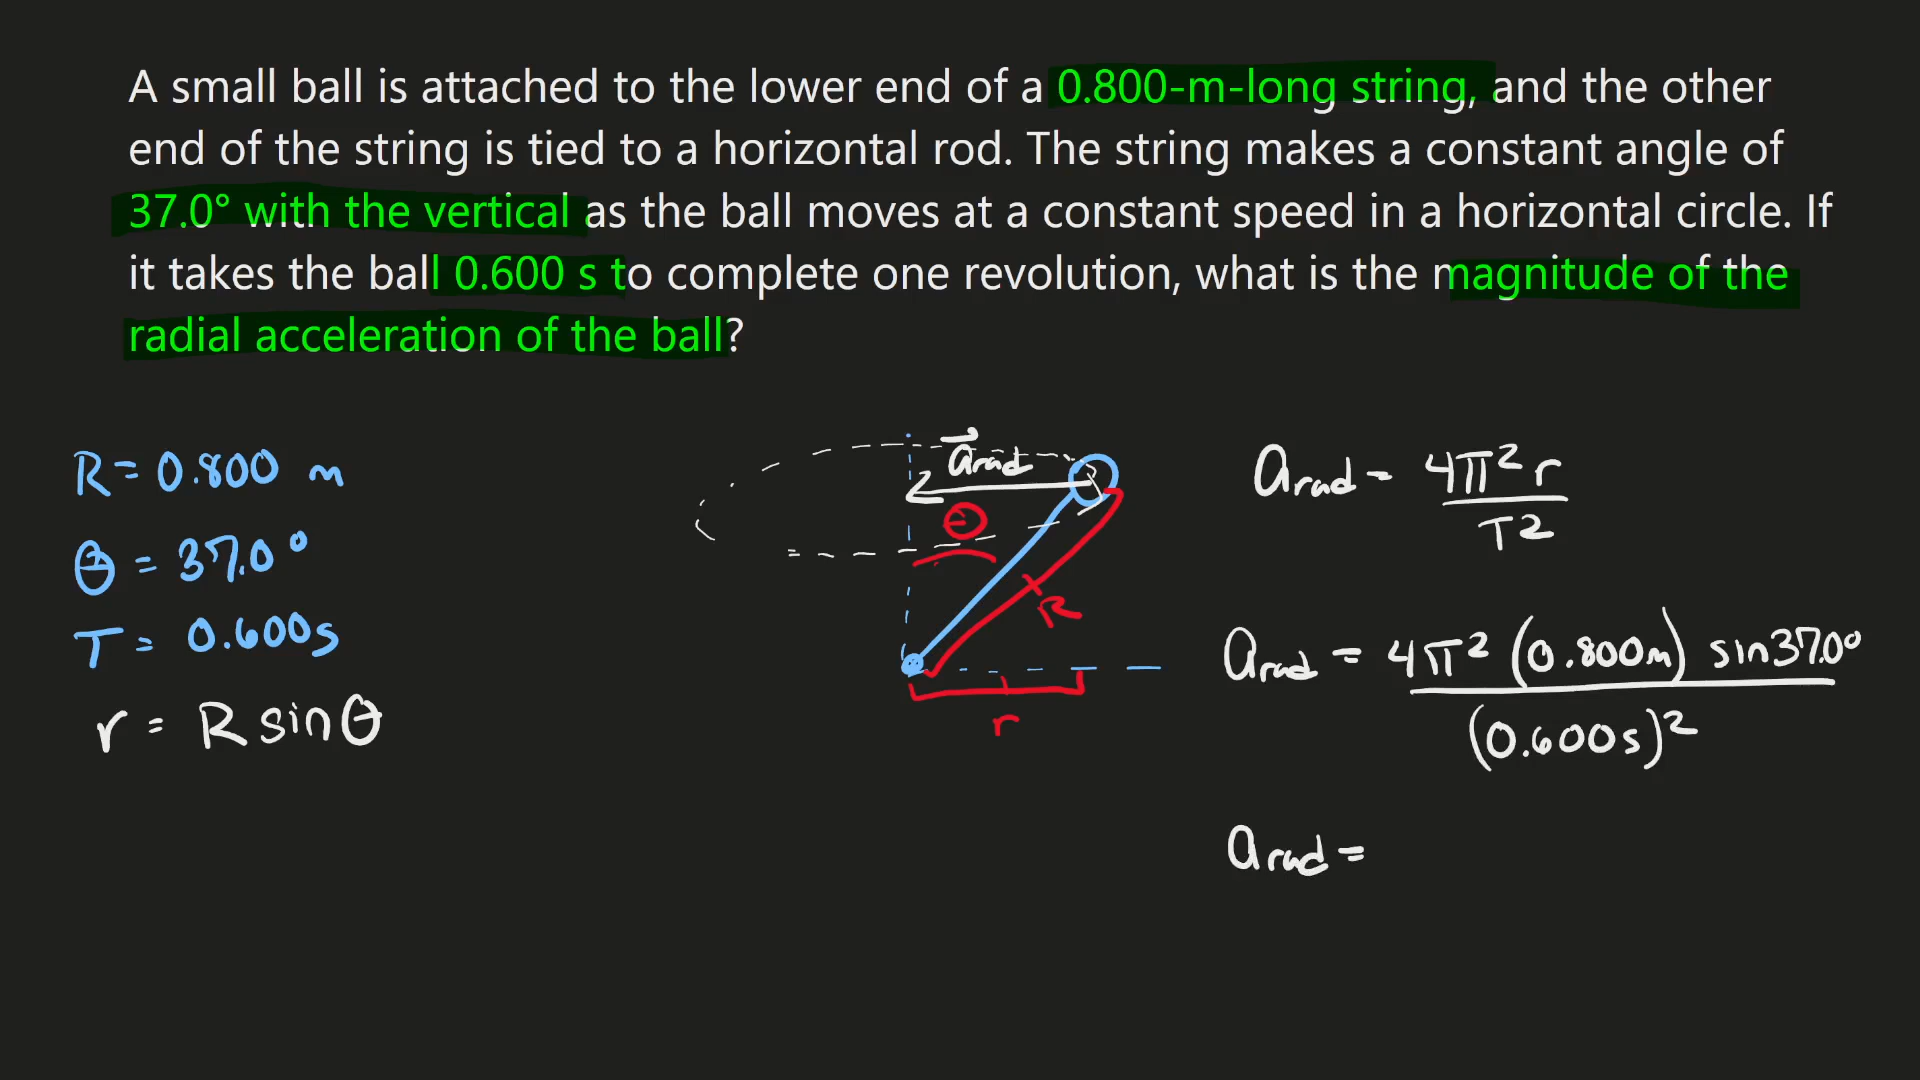 A small ball is attached to the lower end of a 0.800-m-long string, and the other
end of the string is tied to a horizontal rod. The string makes a constant angle of
37.0° with the vertical as the ball moves at a constant speed in a horizontal circle. If
it takes the ball 0.600 s to complete one revolution, what is the magnitude of the
radial acceleration of the ball?
R = 0.800 m
θ = 37.0°
T = 0.600s
r = R sinθ
a⃗rad
θ
R
r
arad = 4π² r
T²
arad = 4π² (0.800m) sin37.0°
(0.600s)²
arad =